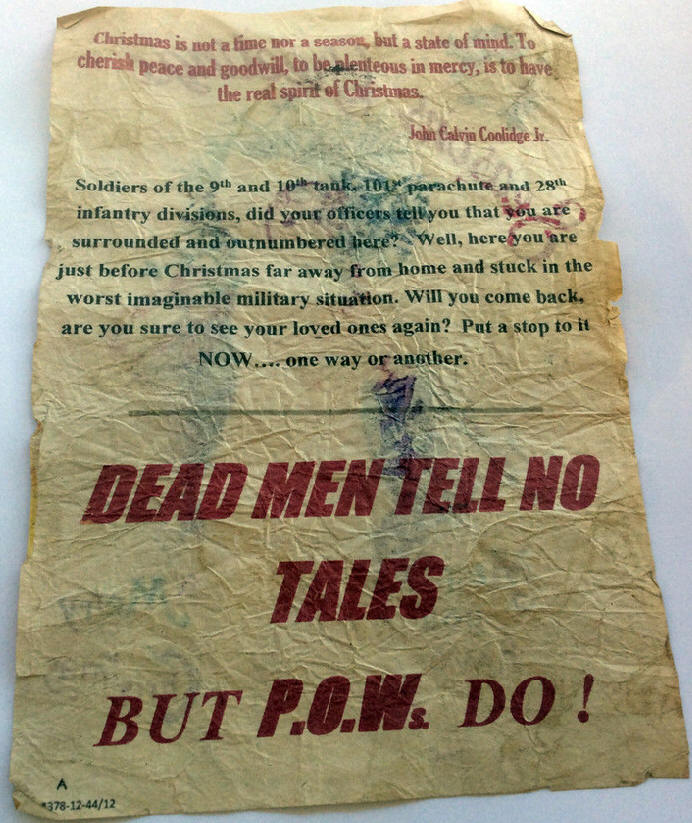 Christmas is not a time nor a season, but a state of mind. To
cherish peace and goodwill, to be plenteous in mercy, is to have
the real spirit of Christmas.
John Calvin Coolidge Jr.
Soldiers of the 9th and 10th tank, 101st parachute and 28th
infantry divisions, did your officers tell you that you are
surrounded and outnumbered here? Well, here you are
just before Christmas far away from home and stuck in the
worst imaginable military situation. Will you come back,
are you sure to see your loved ones again? Put a stop to it
NOW.... one way or another.
DEAD MEN TELL NO
TALES
BUT P.O.Ws. DO !
A
378-12-44/12